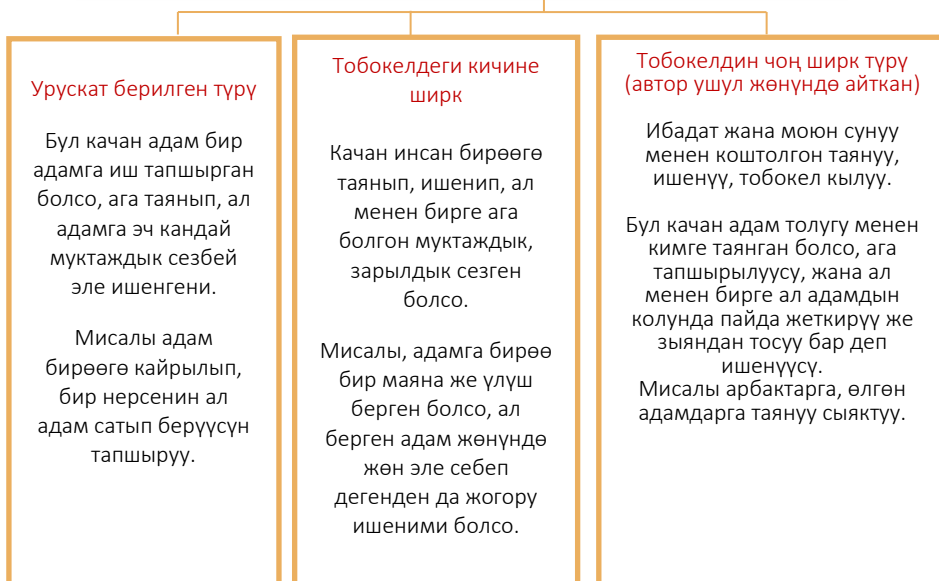 Урускат берилген түрү
Бул качан адам бир
адамга иш тапшырган
болсо, ага таянып, ал
адамга эч кандай
муктаждык сезбей
эле ишенгени.
Мисалы адам
бирөөгө кайрылып,
бир нерсенин ал
адам сатып берүүсүн
тапшыруу.
Тобокелдеги кичине
ширк
Качан инсан бирөөгө
таянып, ишенип, ал
менен бирге ага
болгон муктаждык,
зарылдык сезген
болсо.
Мисалы, адамга бирөө
бир маяна же үлүш
берген болсо, ал
берген адам жөнүндө
жөн эле себеп
дегенден да жогору
ишеними болсо.
Тобокелдин чоң ширк түрү
(автор ушул жөнүндө айткан)
Ибадат жана моюн сунуу
менен коштолгон таянуу,
ишенүү, тобокел кылуу.
Бул качан адам толугу менен
кимге таянган болсо, ага
тапшырылуусу, жана ал
менен бирге ал адамдын
колунда пайда жеткирүү же
зыяндан тосуу бар деп
ишенүүсү.
Мисалы арбактарга, өлгөн
адамдарга таянуу сыяктуу.